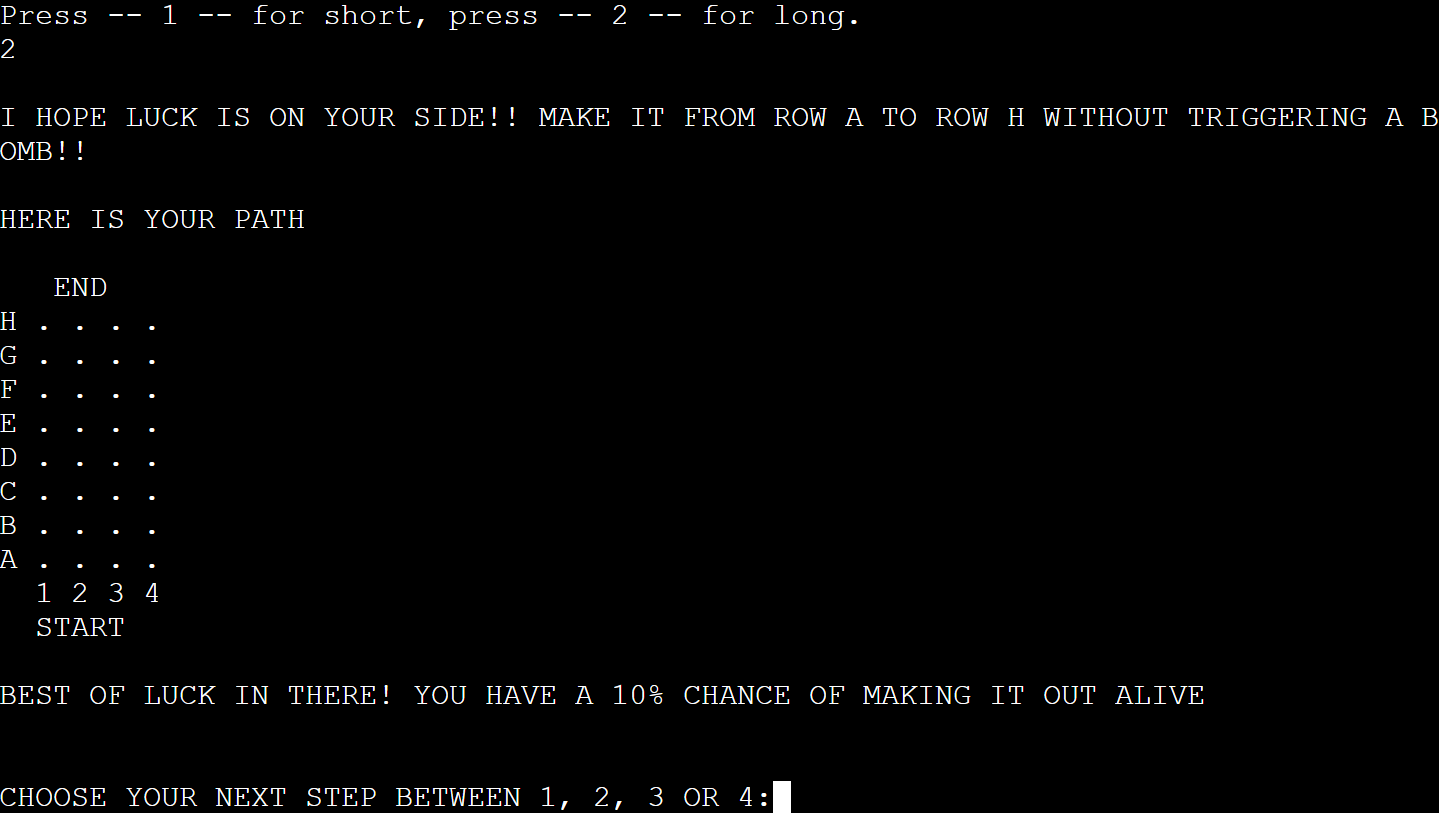 Press -- 1 -- for short, press -- 2 -- for long.
2
I HOPE LUCK IS ON YOUR SIDE!! MAKE IT FROM ROW A TO ROW H WITHOUT TRIGGERING A B
OMB!!
HERE IS YOUR PATH
END
H . . . .
G . . . .
F . . . .
E . . . .
D . . . .
C . . . .
B . . . .
A . . . .
1 2 3 4
START
BEST OF LUCK IN THERE! YOU HAVE A 10% CHANCE OF MAKING IT OUT ALIVE
CHOOSE YOUR NEXT STEP BETWEEN 1, 2, 3 OR 4: